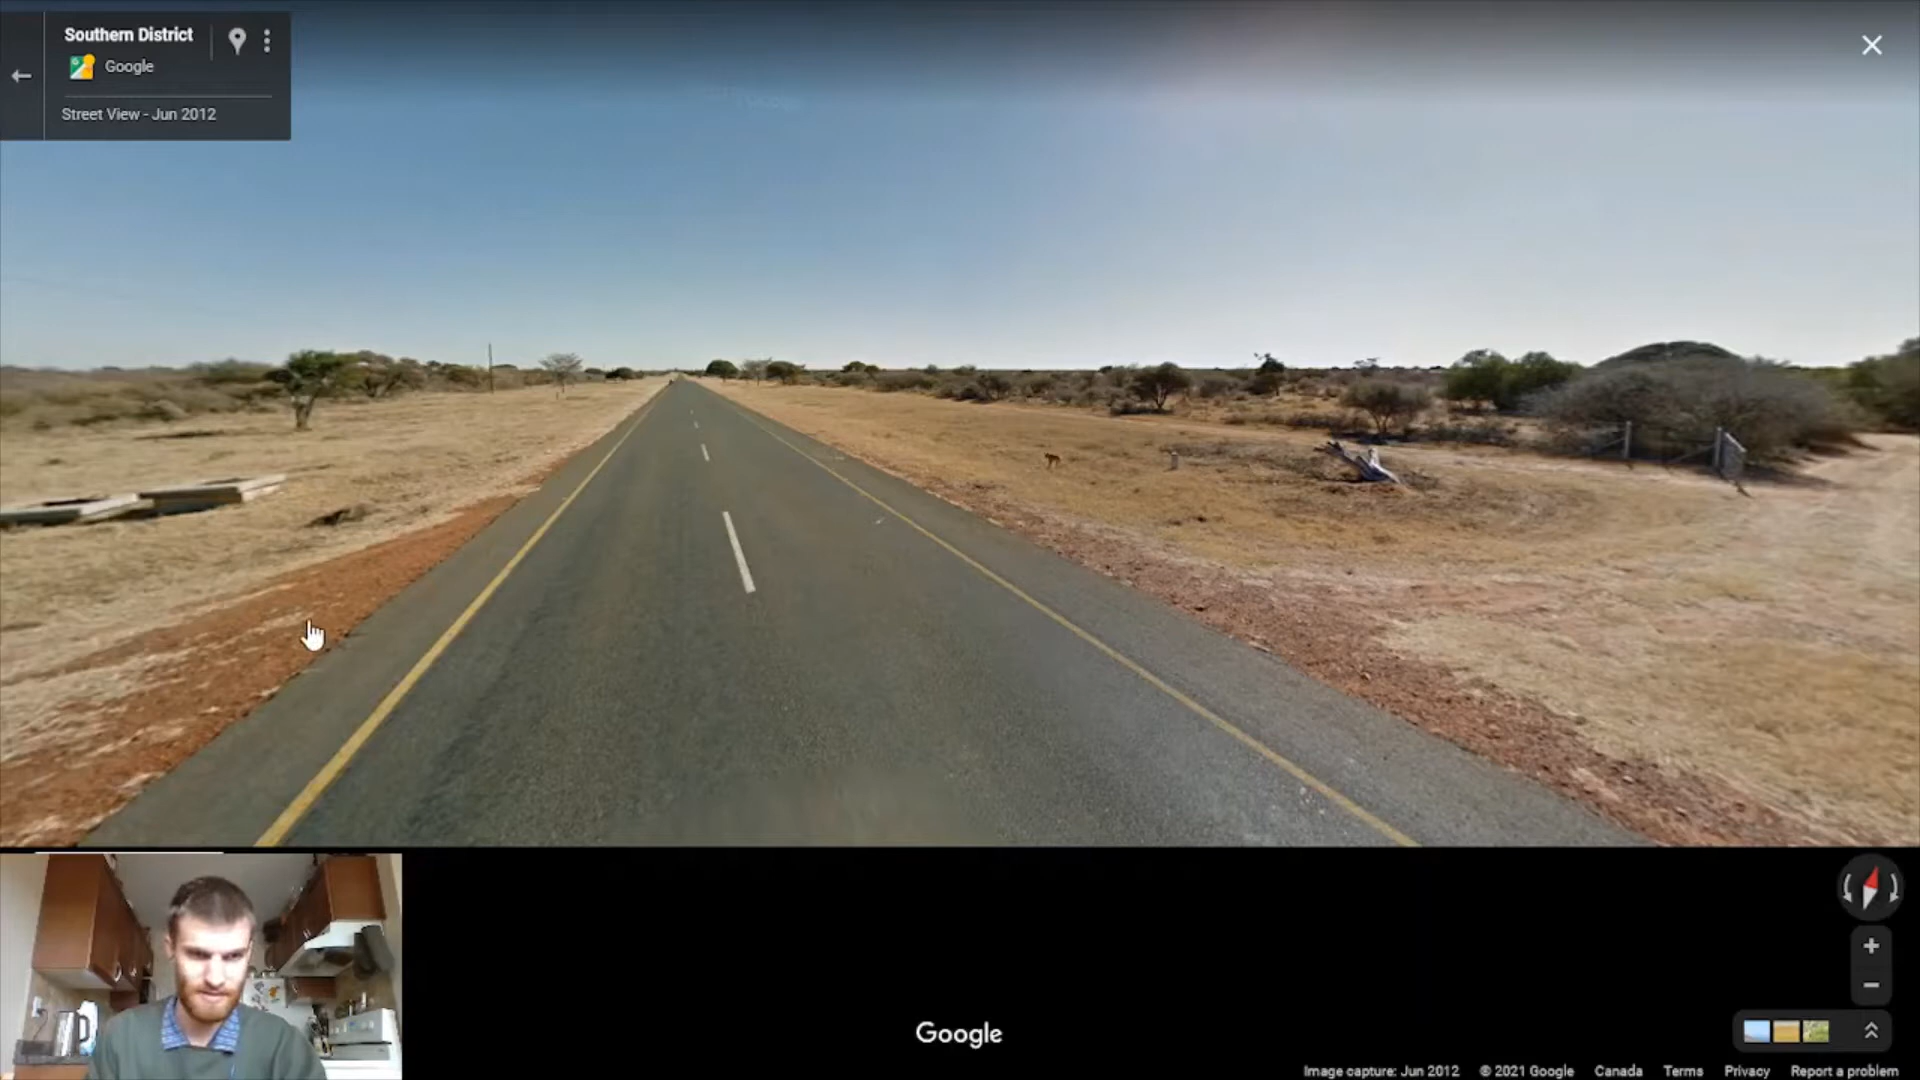 Southern District
Google
Street View - Jun 2012
Google
Image capture: Jun 2012 © 2021 Google Canada Terms Privacy Report a problem